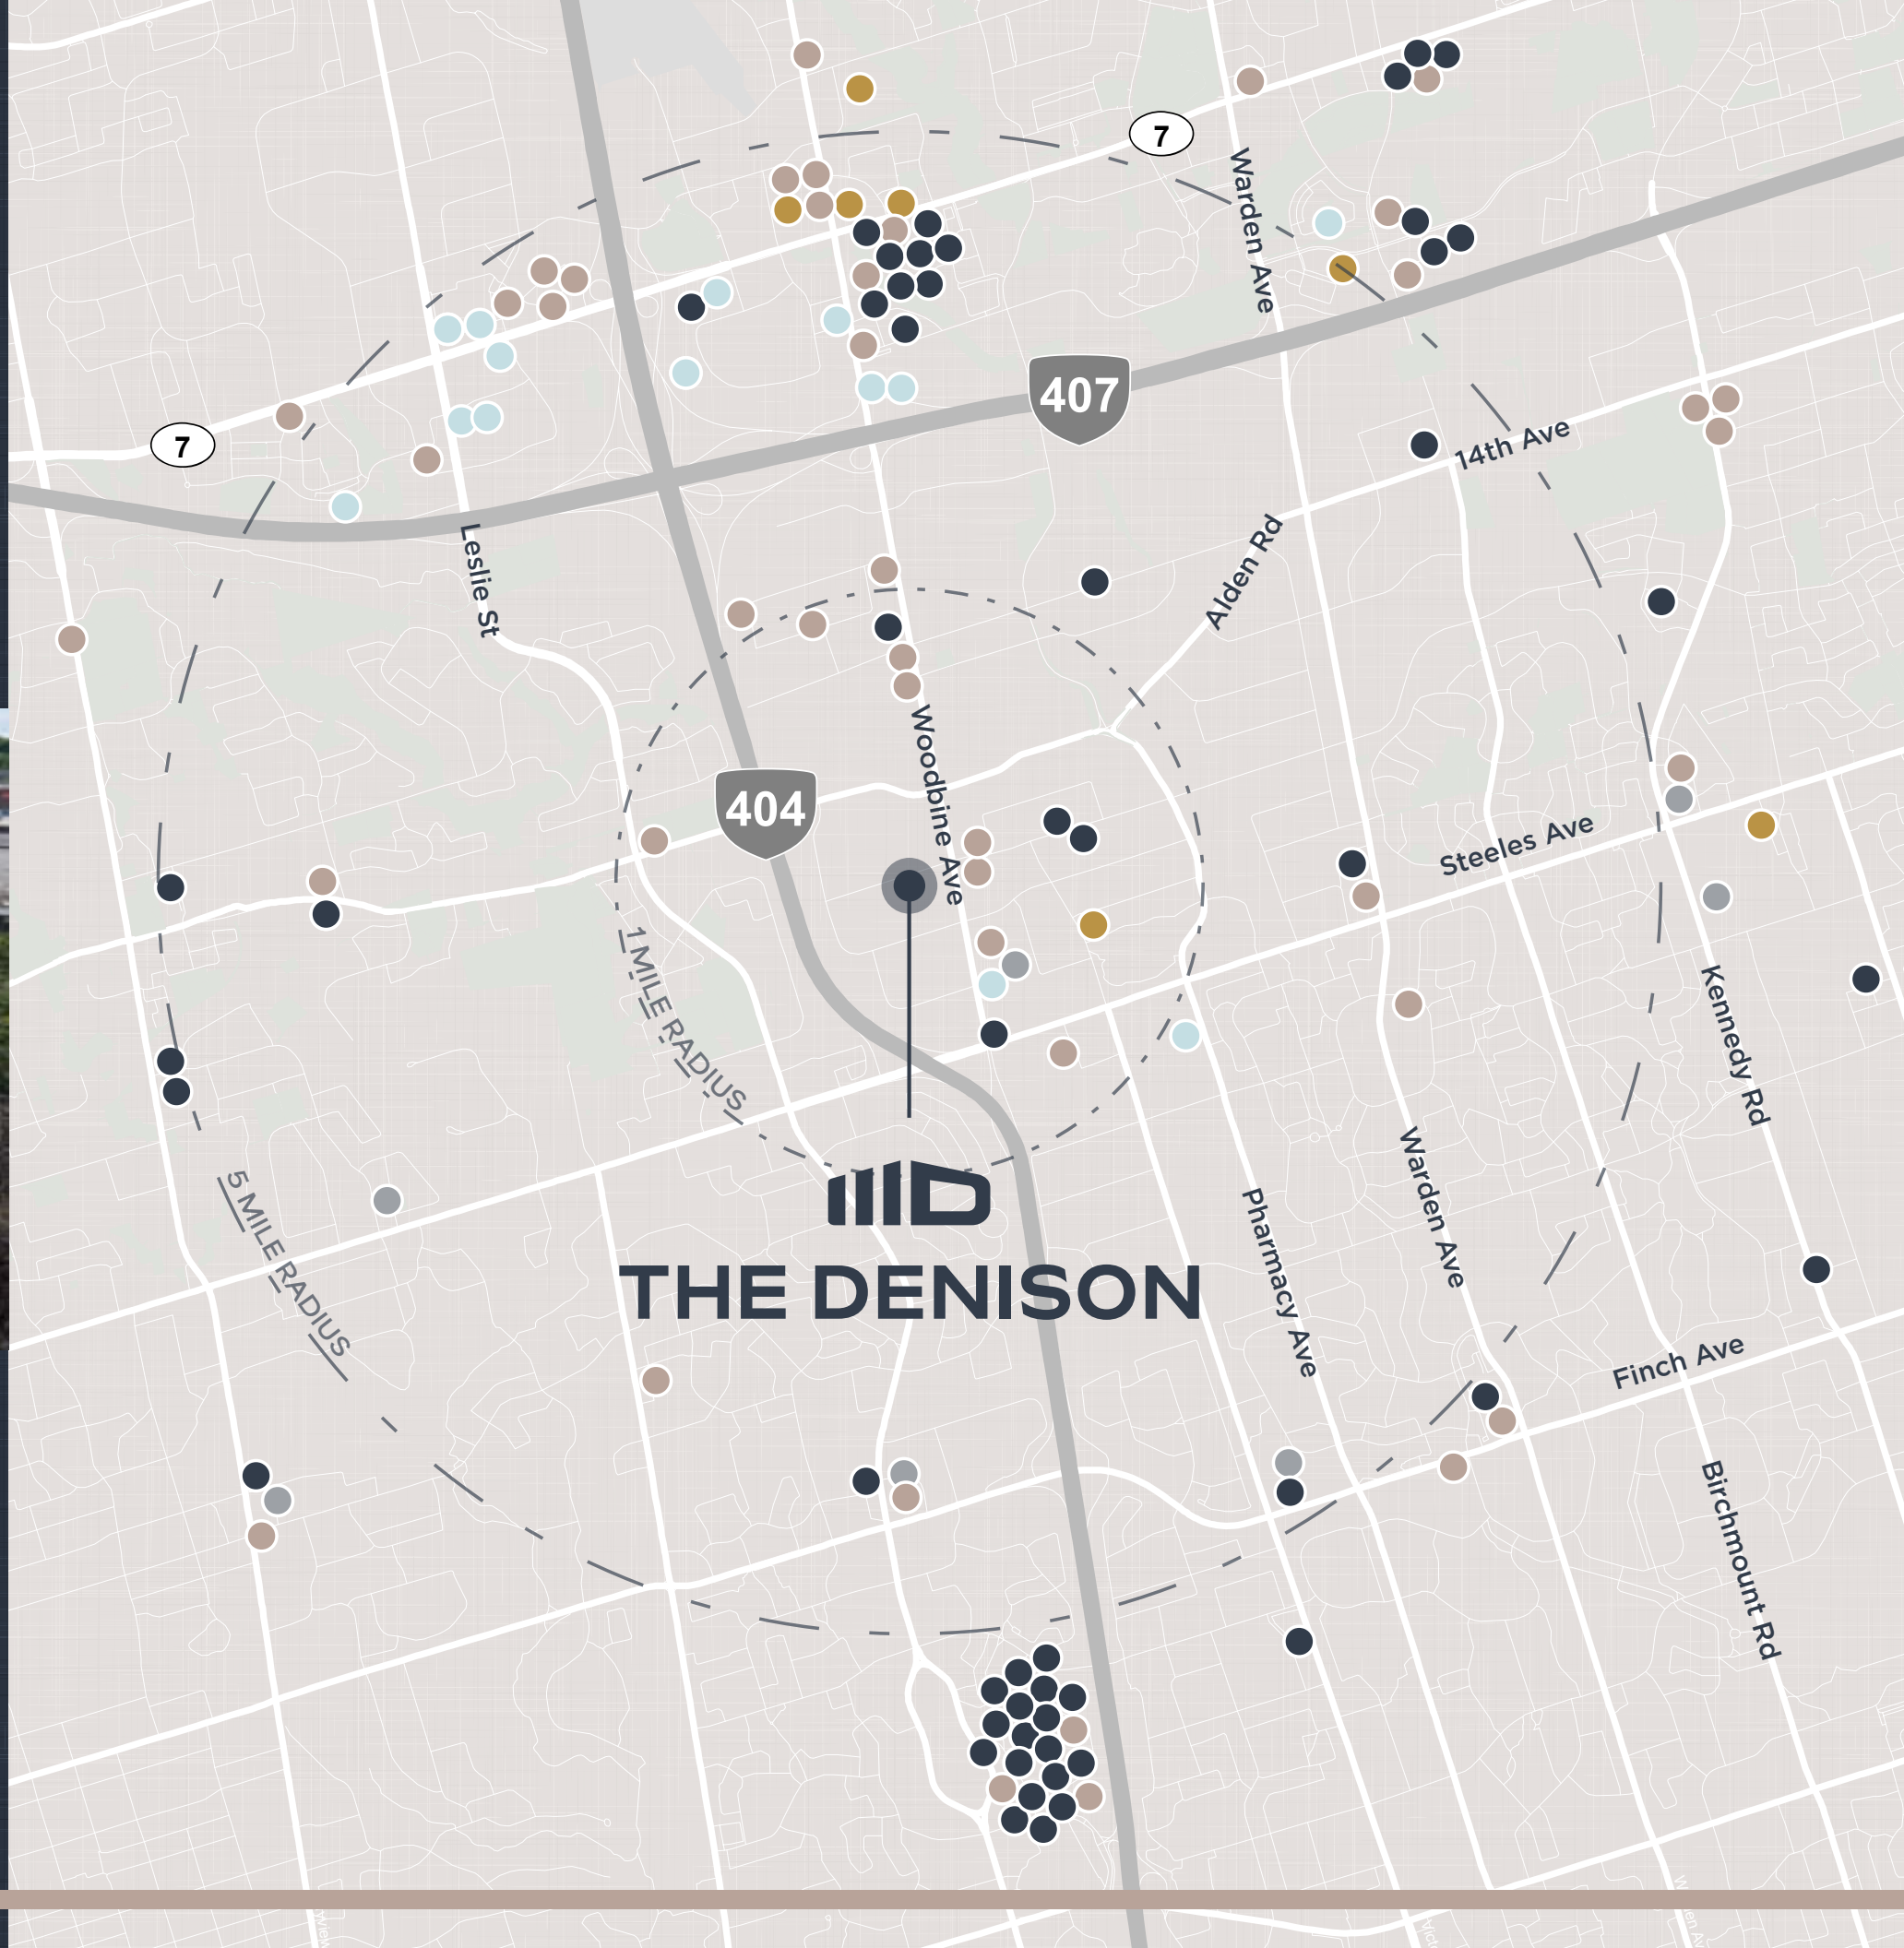 7
Warden Ave
407
7
14th Ave
Alden Rd
Leslie St
Woodbine Ave
404
Steeles Ave
1 MILE RADIUS
Kennedy Rd
5 MILE RADIUS
Warden Ave
Pharmacy Ave
THE DENISON
Finch Ave
Birchmount Rd